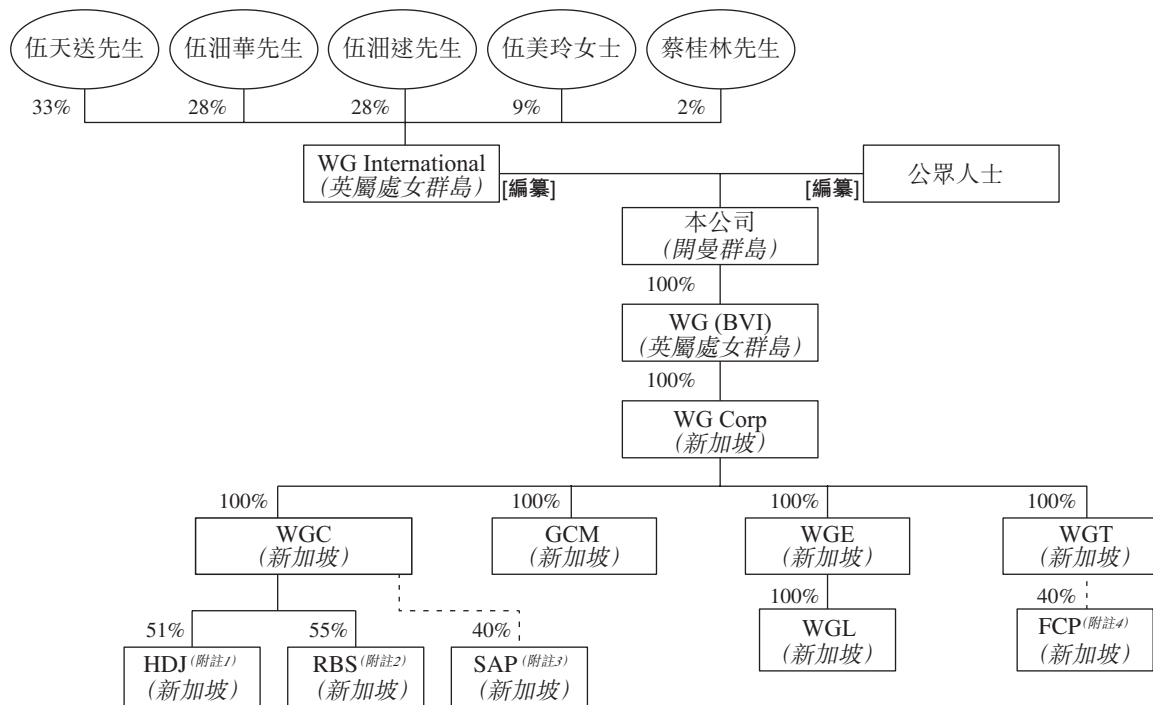 伍天送先生
伍沺華先生
伍沺逑先生
伍美玲女士
蔡桂林先生
33%
28%
28%
9%
2%
WG International
(英屬處女群島)
[編纂]
[編纂]
公眾人士
本公司
(開曼群島)
100%
WG (BVI)
(英屬處女群島)
100%
WG Corp
(新加坡)
100%
100%
100%
100%
WGC
(新加坡)
GCM
(新加坡)
WGE
(新加坡)
WGT
(新加坡)
51%
55%
40%
100%
40%
HDJ(附註1)
(新加坡)
RBS(附註2)
(新加坡)
SAP(附註3)
(新加坡)
WGL
(新加坡)
FCP(附註4)
(新加坡)